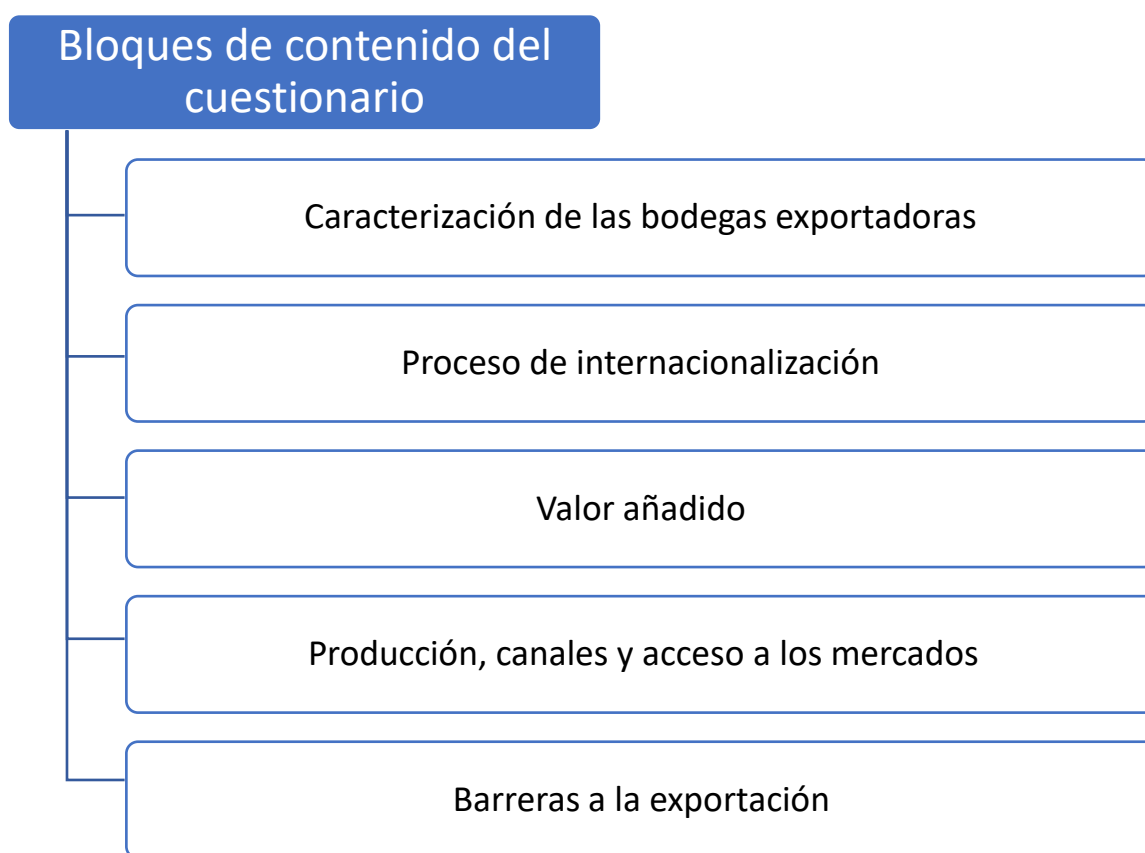 Bloques de contenido del
cuestionario
Caracterización de las bodegas exportadoras
Proceso de internacionalización
Valor añadido
Producción, canales y acceso a los mercados
Barreras a la exportación